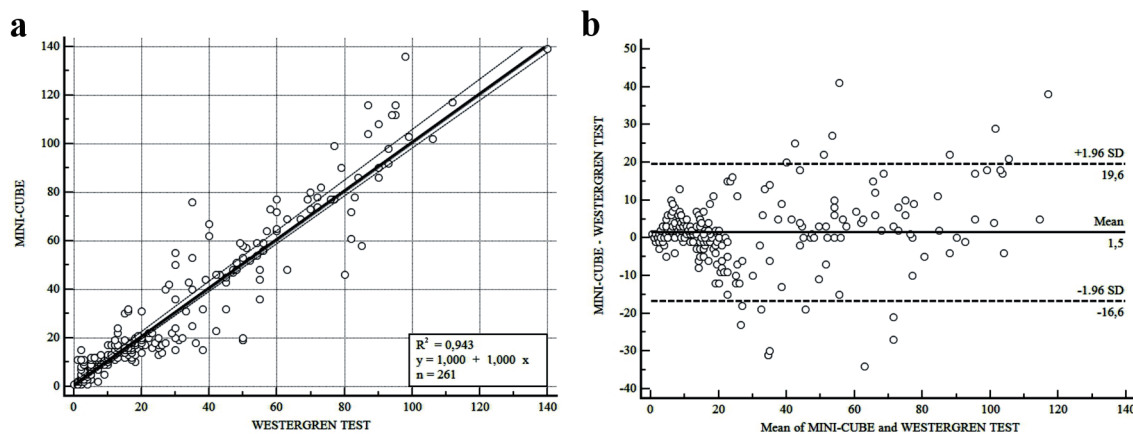 a
140
120
100
80
60
40
20
0
MINI-CUBE
R² = 0,943
y = 1,000 + 1,000 x
n = 261
0 20 40 60 80 100 120 140
WESTERGREN TEST
b
50
40
30
20
10
0
-10
-20
-30
-40
MINI-CUBE - WESTERGREN TEST
+1.96 SD
19,6
Mean
1,5
-1.96 SD
-16,6
0 20 40 60 80 100 120 140
Mean of MINI-CUBE and WESTERGREN TEST